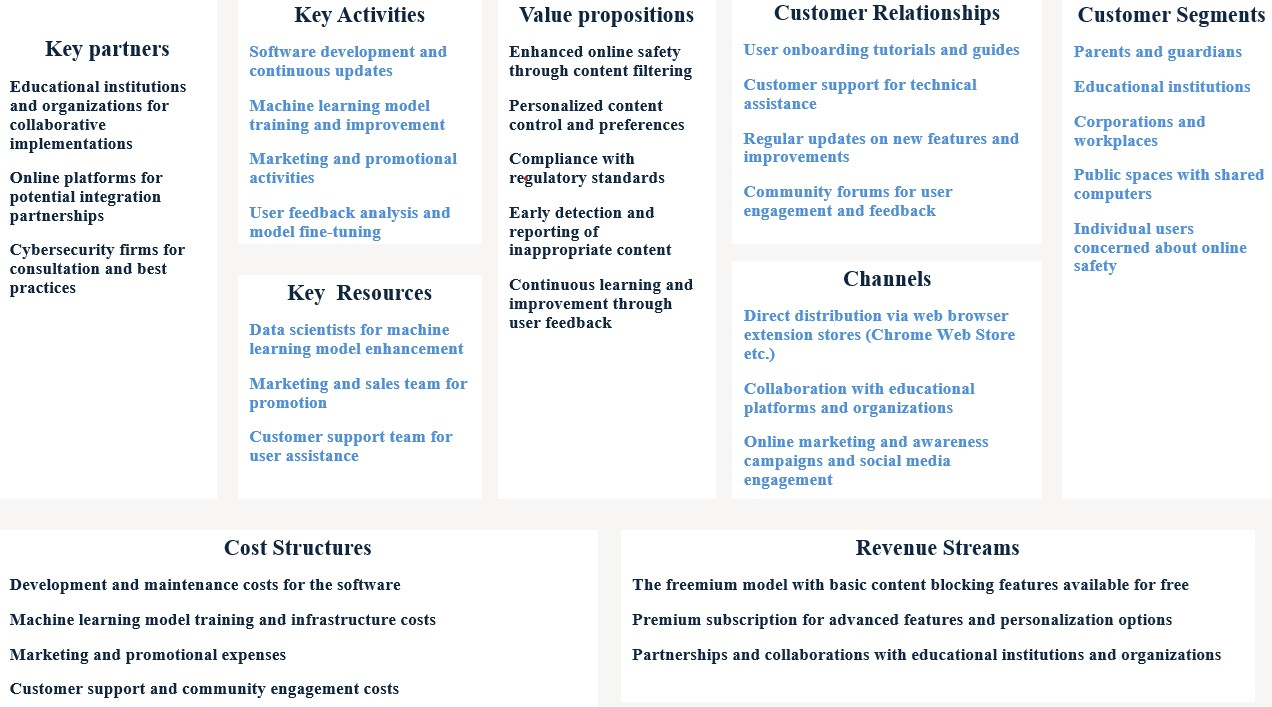 Key partners
Educational institutions
and organizations for
collaborative
implementations
Online platforms for
potential integration
partnerships
Cybersecurity firms for
consultation and best
practices
Key Activities
Software development and
continuous updates
Machine learning model
training and improvement
Marketing and promotional
activities
User feedback analysis and
model fine-tuning
Key Resources
Data scientists for machine
learning model enhancement
Marketing and sales team for
promotion
Customer support team for
user assistance
Value propositions
Enhanced online safety
through content filtering
Personalized content
control and preferences
Compliance with
regulatory standards
Early detection and
reporting of
inappropriate content
Continuous learning and
improvement through
user feedback
Customer Relationships
User onboarding tutorials and guides
Customer support for technical
assistance
Regular updates on new features and
improvements
Community forums for user
engagement and feedback
Channels
Direct distribution via web browser
extension stores (Chrome Web Store
etc.)
Collaboration with educational
platforms and organizations
Online marketing and awareness
campaigns and social media
engagement
Customer Segments
Parents and guardians
Educational institutions
Corporations and
workplaces
Public spaces with shared
computers
Individual users
concerned about online
safety
Cost Structures
Development and maintenance costs for the software
Machine learning model training and infrastructure costs
Marketing and promotional expenses
Customer support and community engagement costs
Revenue Streams
The freemium model with basic content blocking features available for free
Premium subscription for advanced features and personalization options
Partnerships and collaborations with educational institutions and organizations